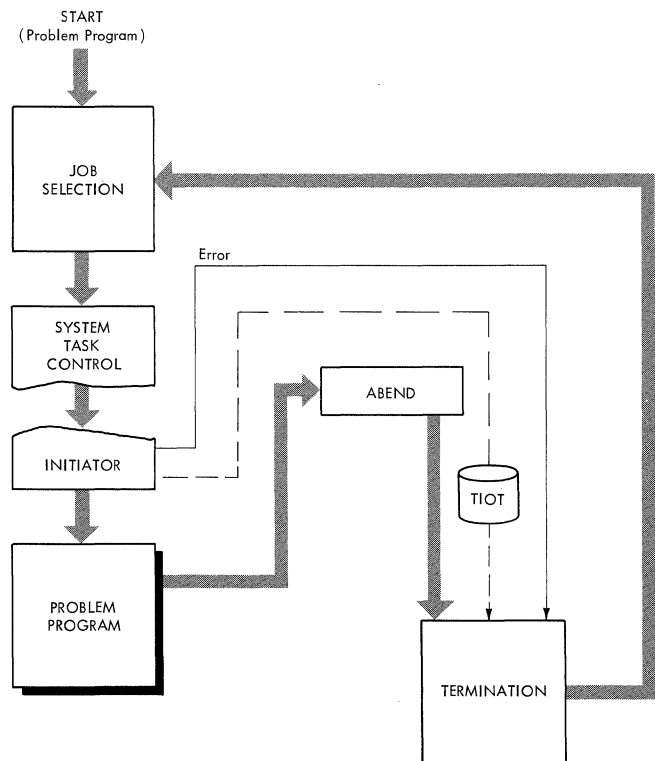 START
(Problem Program)
JOB
SELECTION
Error
SYSTEM
TASK
CONTROL
ABEND
INITIATOR
TIOT
PROBLEM
PROGRAM
TERMINATION